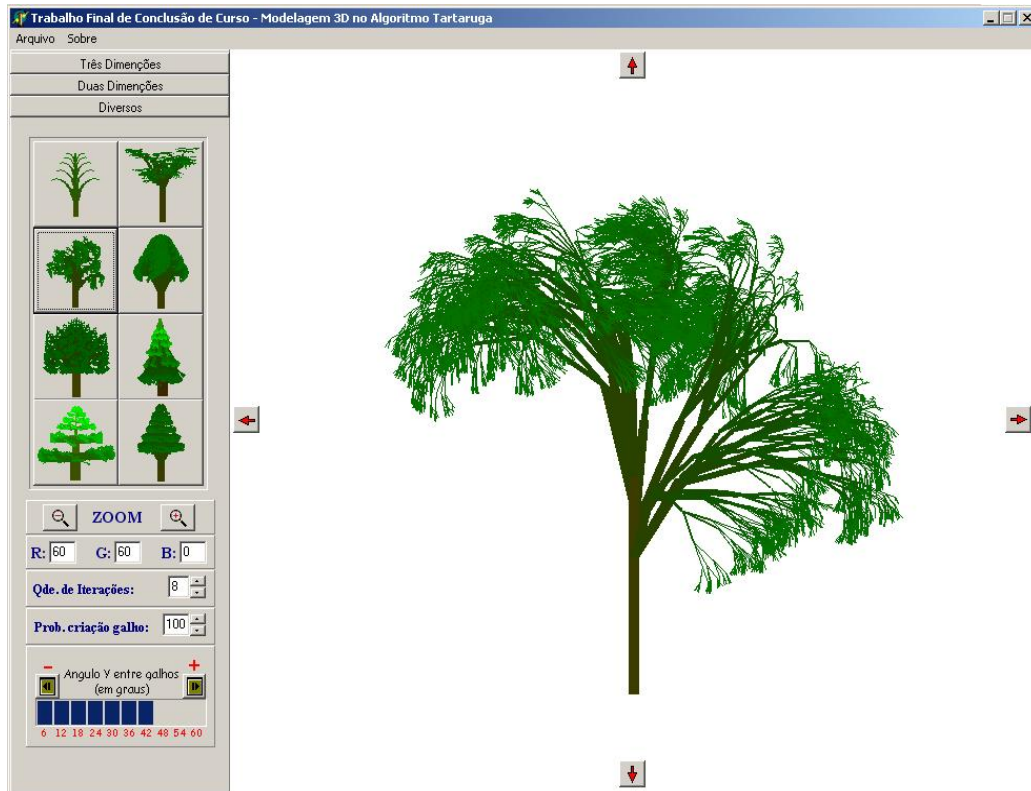 Trabalho Final de Conclusão de Curso - Modelagem 3D no Algoritmo Tartaruga
Arquivo Sobre
Três Dimenções
Duas Dimenções
Diversos
ZOOM
R: 60 G: 60 B: 0
Qde. de Iterações: 8
Prob. criação galho: 100
- +
Angulo Y entre galhos
(em graus)
6 12 18 24 30 36 42 48 54 60